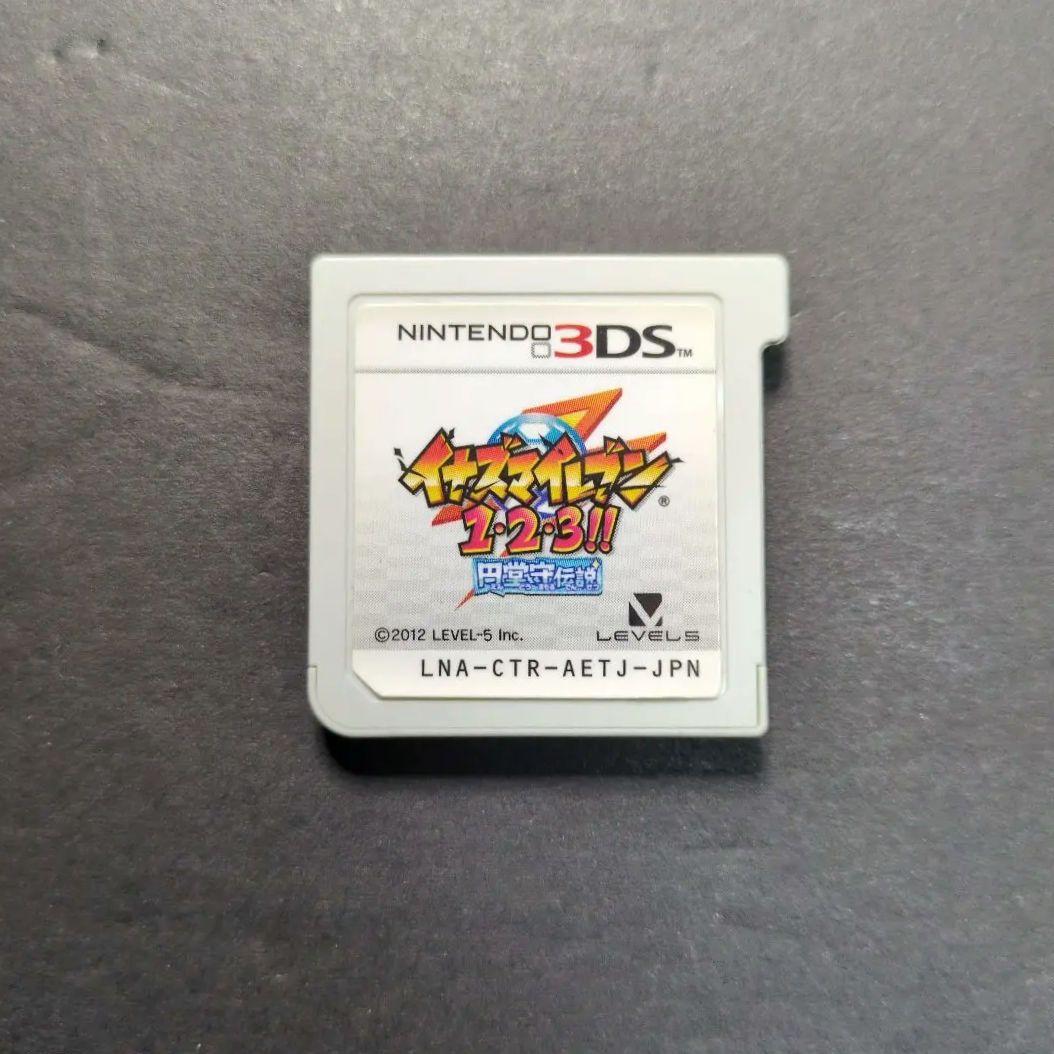 NINTENDO 3DS™
イナズマイレブン®
1・2・3!!
円堂守伝説
©2012 LEVEL-5 Inc.
LEVEL5
LNA-CTR-AETJ-JPN